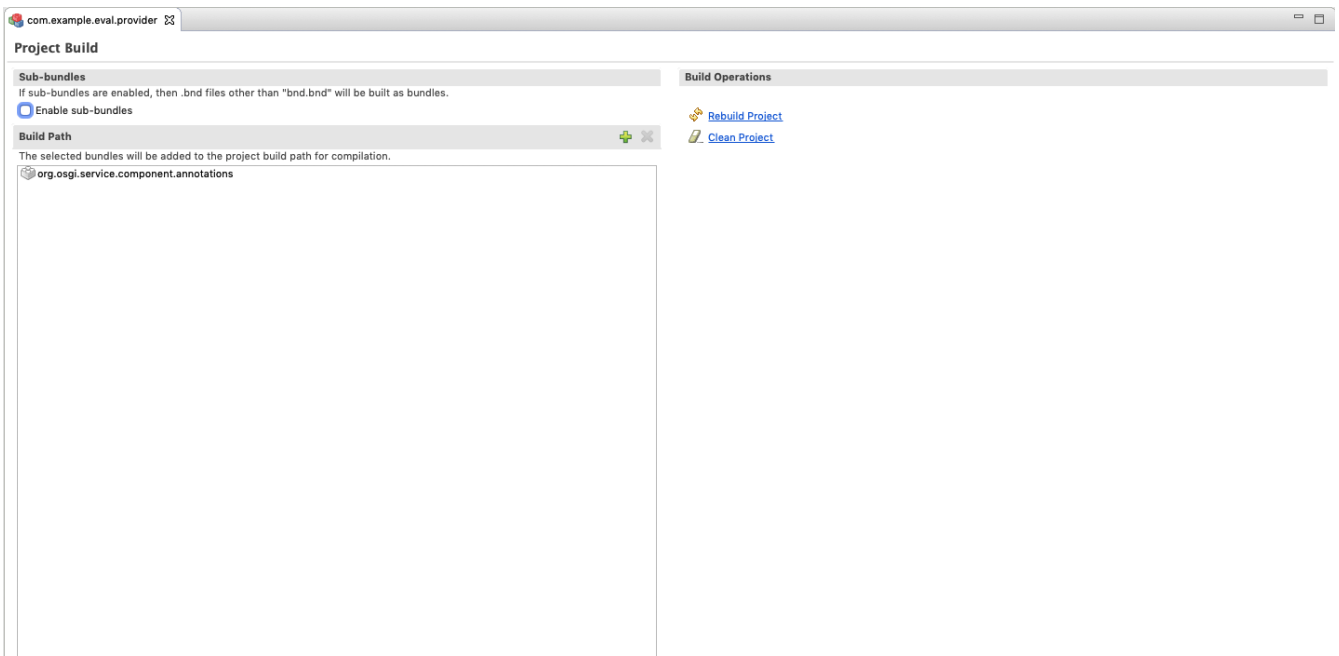 com.example.eval.provider
Project Build
Sub-bundles
If sub-bundles are enabled, then .bnd files other than "bnd.bnd" will be built as bundles.
Enable sub-bundles
Build Path
The selected bundles will be added to the project build path for compilation.
org.osgi.service.component.annotations
Build Operations
Rebuild Project
Clean Project